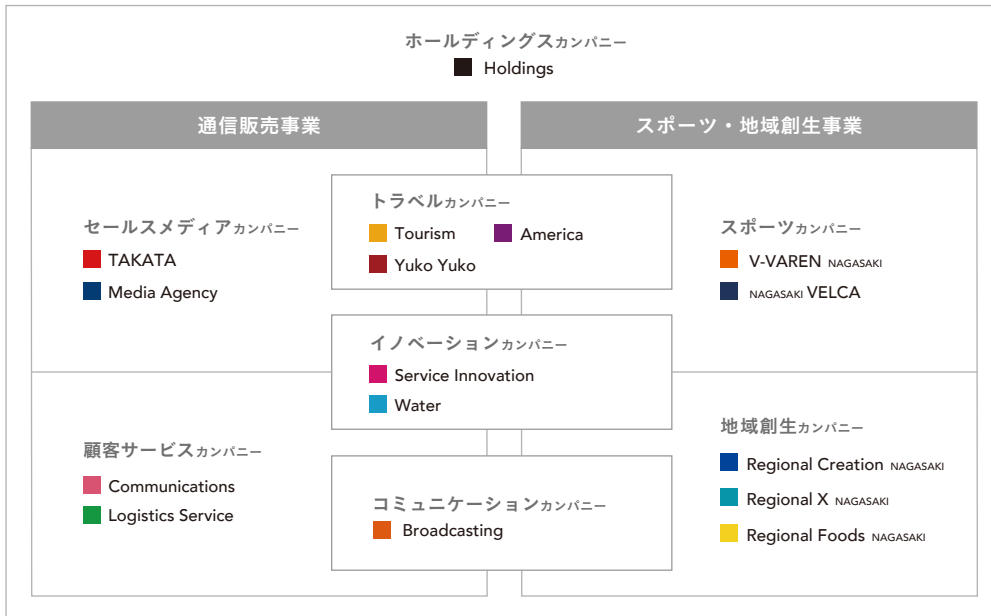 ホールディングスカンパニー
Holdings
通信販売事業
スポーツ・地域創生事業
セールスメディアカンパニー
TAKATA
Media Agency
トラベルカンパニー
Tourism America
Yuko Yuko
スポーツカンパニー
V-VAREN NAGASAKI
NAGASAKI VELCA
イノベーションカンパニー
Service Innovation
Water
顧客サービスカンパニー
Communications
Logistics Service
コミュニケーションカンパニー
Broadcasting
地域創生カンパニー
Regional Creation NAGASAKI
Regional X NAGASAKI
Regional Foods NAGASAKI